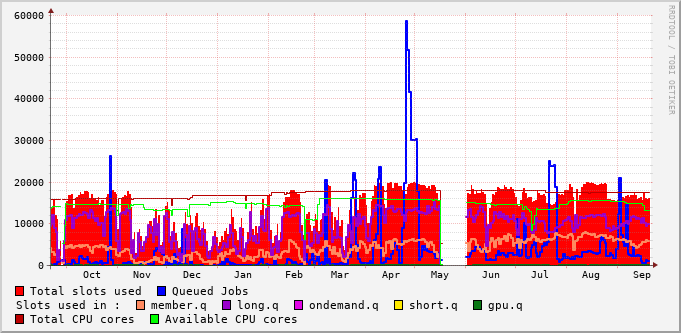 60000
50000
40000
30000
20000
10000
0
Oct Nov Dec Jan Feb Mar Apr May Jun Jul Aug Sep
RRDTOOL / TOBI OETIKER
Total slots used Queued Jobs
Slots used in : member.q long.q ondemand.q short.q gpu.q
Total CPU cores Available CPU cores